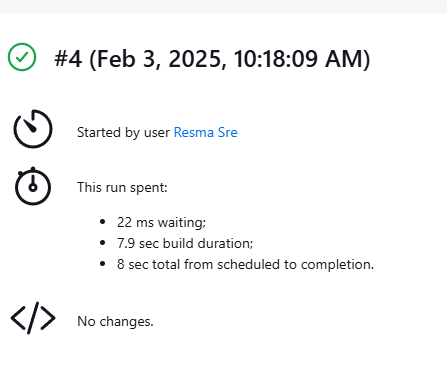 #4 (Feb 3, 2025, 10:18:09 AM)
Started by user Resma Sre
This run spent:
• 22 ms waiting;
• 7.9 sec build duration;
• 8 sec total from scheduled to completion.
</> No changes.